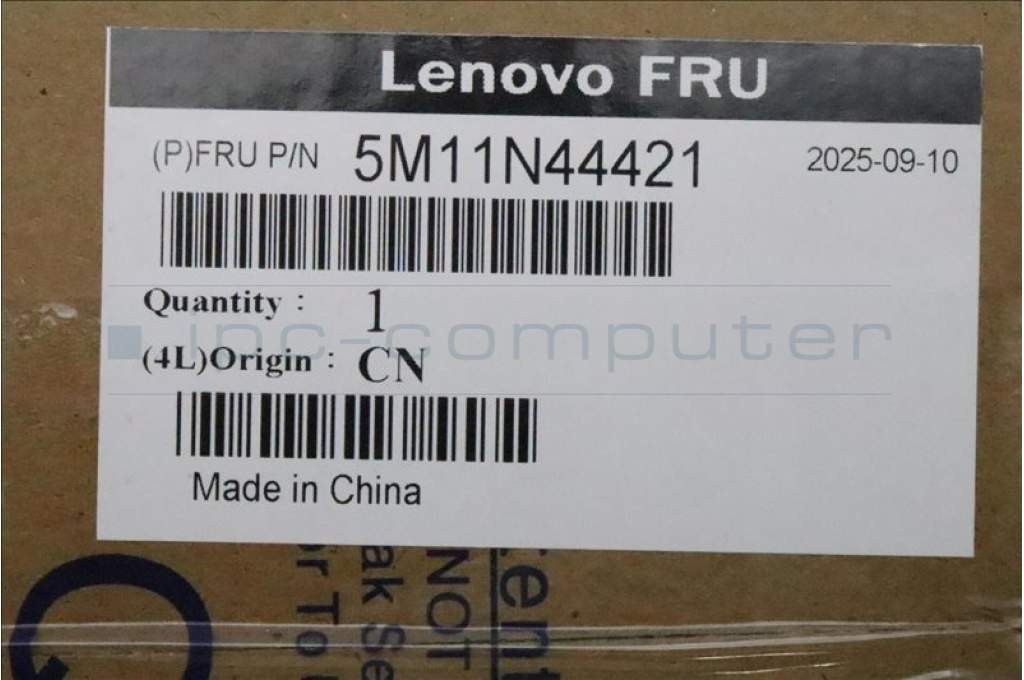 Lenovo FRU
(P)FRU P/N 5M11N44421 2025-09-10
Quantity : 1
inc-computer
(4L)Origin : CN
Made in China
NOT